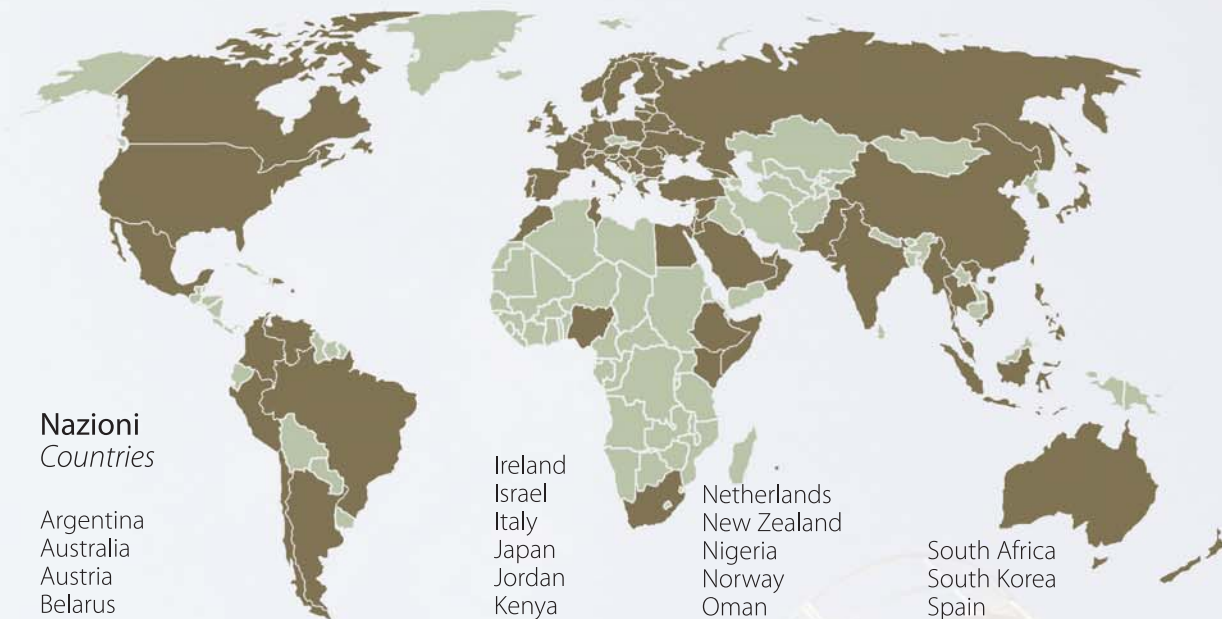 Nazioni
Countries
Argentina
Australia
Austria
Belarus
Ireland
Israel
Italy
Japan
Jordan
Kenya
Netherlands
New Zealand
Nigeria
Norway
Oman
South Africa
South Korea
Spain